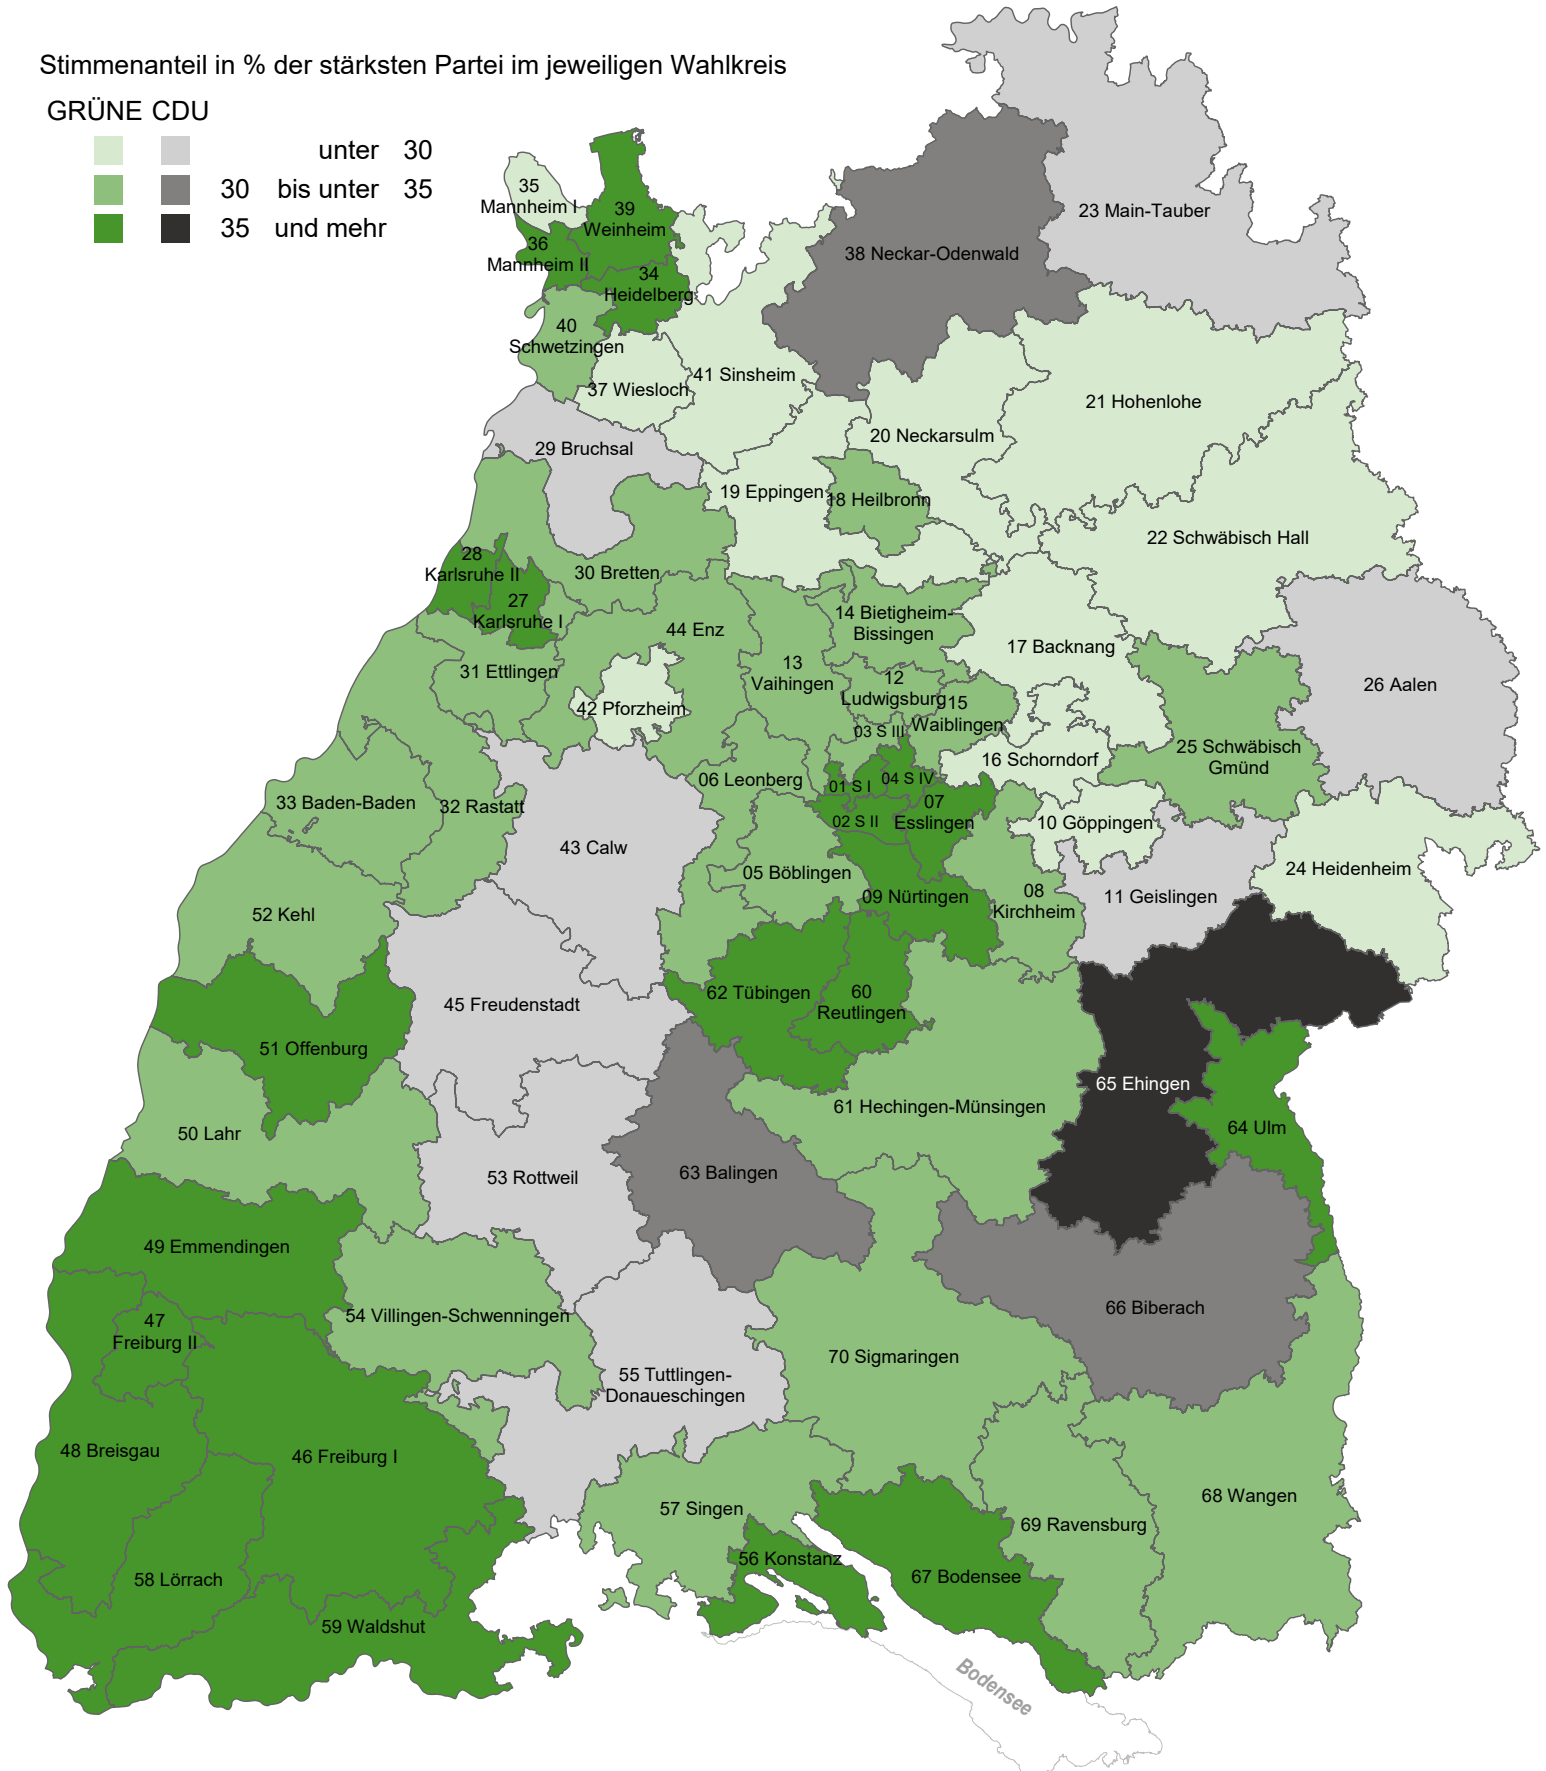 Stimmenanteil in % der stärksten Partei im jeweiligen Wahlkreis
GRÜNE CDU
unter 30
30 bis unter 35
35 und mehr
35
Mannheim I
39
Weinheim
36
Mannheim II
34
Heidelberg
23 Main-Tauber
38 Neckar-Odenwald
40
Schwetzingen
37 Wiesloch
41 Sinsheim
21 Hohenlohe
20 Neckarsulm
29 Bruchsal
19 Eppingen
18 Heilbronn
22 Schwäbisch Hall
28
Karlsruhe II
30 Bretten
27
Karlsruhe I
14 Bietigheim-
Bissingen
44 Enz
17 Backnang
13
Vaihingen
31 Ettlingen
12
Ludwigsburg
26 Aalen
42 Pforzheim
15
Waiblingen
03 S III
25 Schwäbisch
Gmünd
16 Schorndorf
06 Leonberg
01 S I
04 S IV
33 Baden-Baden
32 Rastatt
07
Esslingen
02 S II
10 Göppingen
43 Calw
05 Böblingen
24 Heidenheim
09 Nürtingen
08
Kirchheim
11 Geislingen
52 Kehl
45 Freudenstadt
62 Tübingen
60
Reutlingen
51 Offenburg
65 Ehingen
61 Hechingen-Münsingen
64 Ulm
50 Lahr
53 Rottweil
63 Balingen
49 Emmendingen
47
Freiburg II
54 Villingen-Schwenningen
66 Biberach
70 Sigmaringen
55 Tuttlingen-
Donaueschingen
48 Breisgau
46 Freiburg I
57 Singen
68 Wangen
69 Ravensburg
56 Konstanz
58 Lörrach
67 Bodensee
59 Waldshut
Bodensee